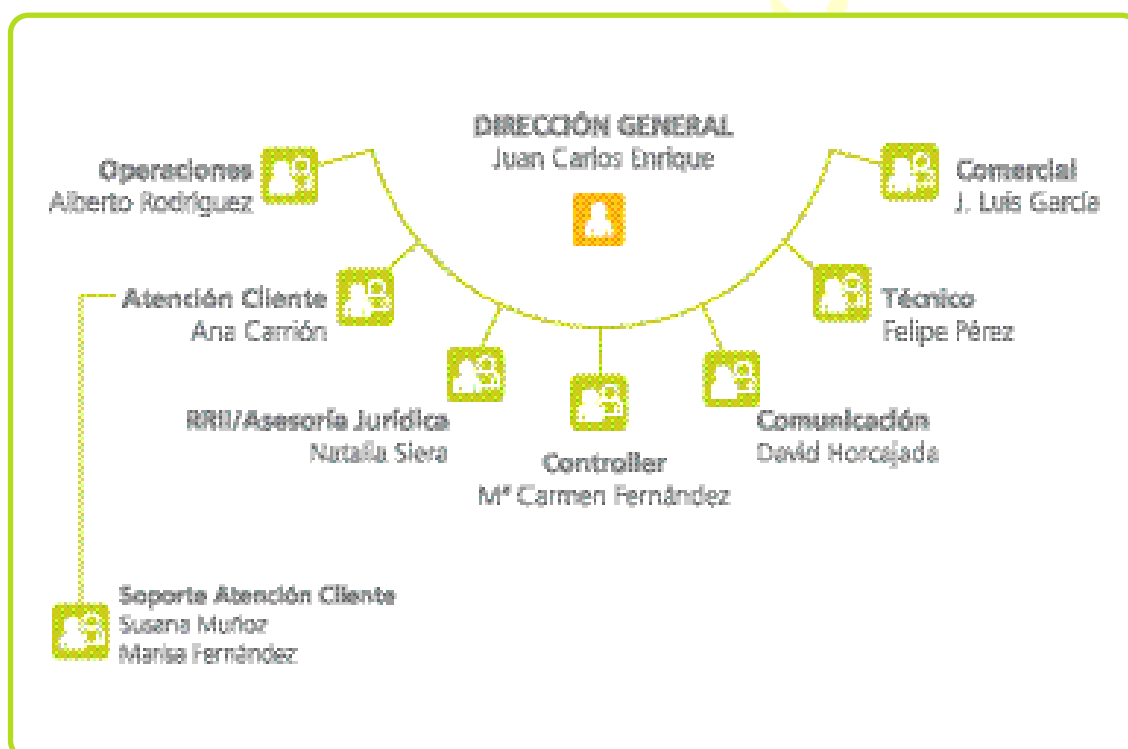 DIRECCIÓN GENERAL
Juan Carlos Enrique
Operaciones
Alberto Rodríguez
Comercial
J. Luis García
Atención Cliente
Ana Carrión
Técnico
Felipe Pérez
RRII/Asesoría Jurídica
Natalia Siera
Controller
Mª Carmen Fernández
Comunicación
David Horcajada
Soporte Atención Cliente
Susana Muñoz
Marisa Fernández